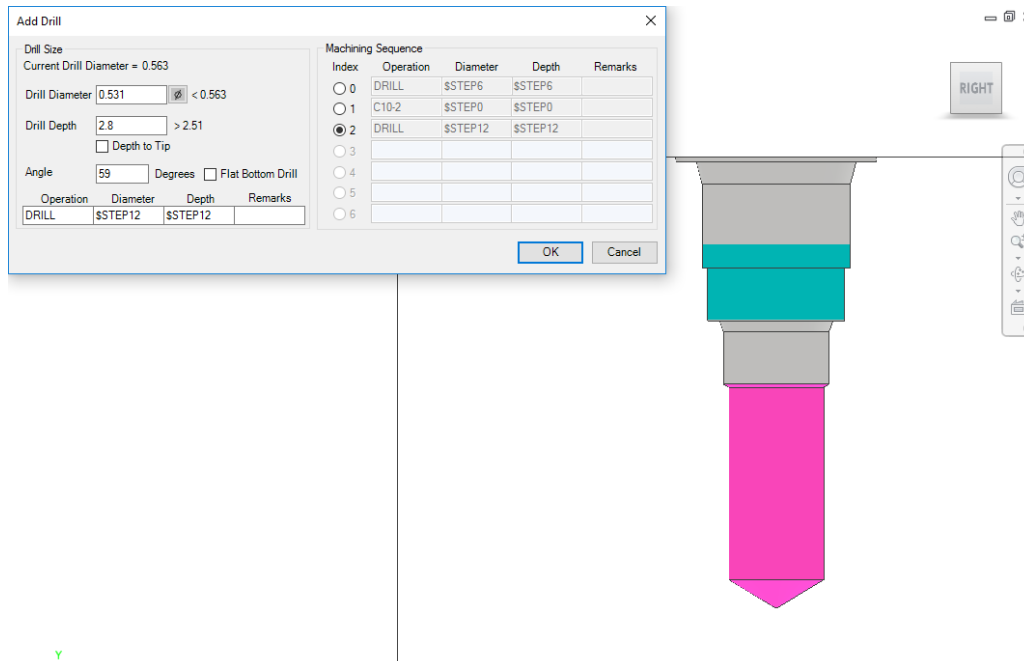 Add Drill
Drill Size
Current Drill Diameter = 0.563
Drill Diameter 0.531 Ø < 0.563
Drill Depth 2.8 > 2.51
Depth to Tip
Angle 59 Degrees Flat Bottom Drill
Operation Diameter Depth Remarks
DRILL $STEP12 $STEP12
Machining Sequence
Index Operation Diameter Depth Remarks
0 DRILL $STEP6 $STEP6
1 C10-2 $STEP0 $STEP0
2 DRILL $STEP12 $STEP12
3
4
5
6
OK Cancel
RIGHT
Y